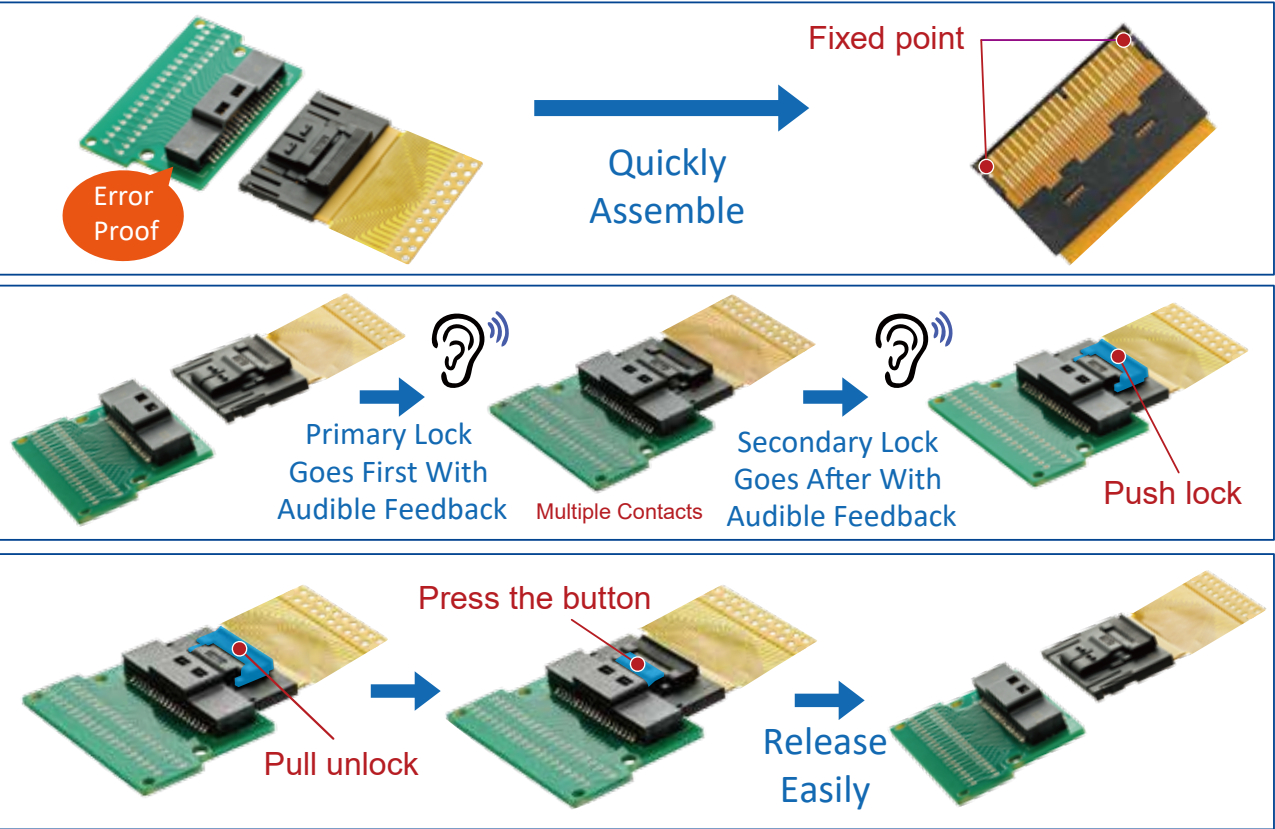 Fixed point
Error
Proof
Quickly
Assemble
Primary Lock
Goes First With
Audible Feedback
Multiple Contacts
Secondary Lock
Goes After With
Audible Feedback
Push lock
Press the button
Pull unlock
Release
Easily